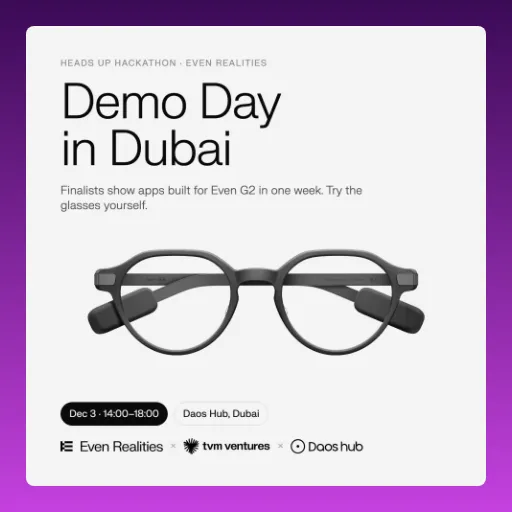 HEADS UP HACKATHON · EVEN REALITIES
Demo Day
in Dubai
Finalists show apps built for Even G2 in one week. Try the
glasses yourself.
Dec 3 · 14:00–18:00 Daos Hub, Dubai
Even Realities × tvm ventures × Daos hub